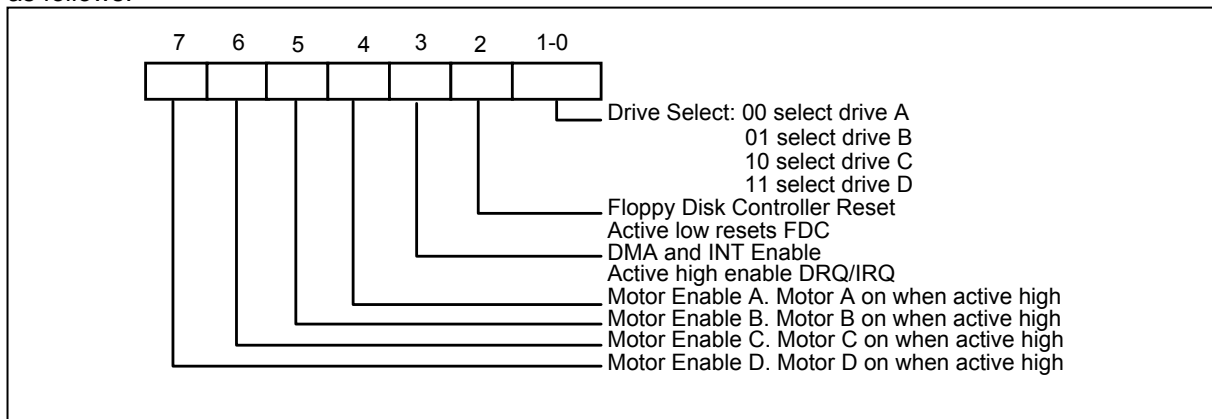 as follows:
7 6 5 4 3 2 1-0
Drive Select: 00 select drive A
01 select drive B
10 select drive C
11 select drive D
Floppy Disk Controller Reset
Active low resets FDC
DMA and INT Enable
Active high enable DRQ/IRQ
Motor Enable A. Motor A on when active high
Motor Enable B. Motor B on when active high
Motor Enable C. Motor C on when active high
Motor Enable D. Motor D on when active high